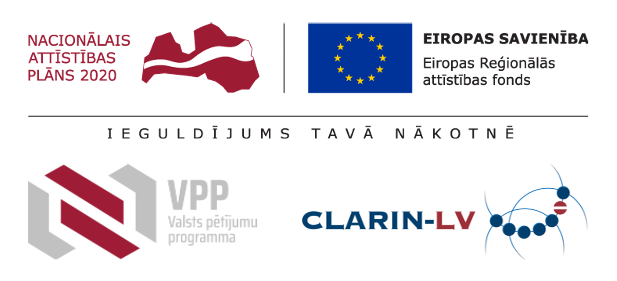 NACIONĀLAIS
ATTĪSTĪBAS
PLĀNS 2020
EIROPAS SAVIENĪBA
Eiropas Reģionālās
attīstības fonds
IEGULDĪJUMS TAVĀ NĀKOTNĒ
VPP
Valsts pētījumu
programma
CLARIN-LV